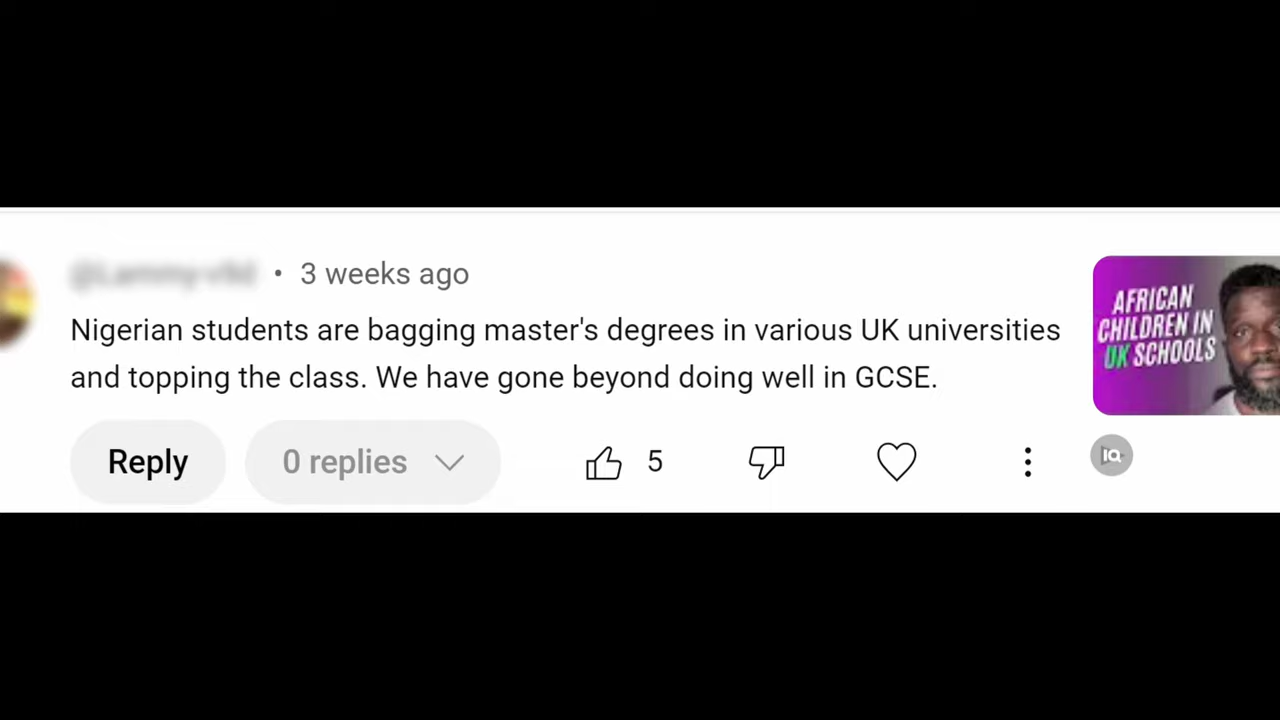 • 3 weeks ago
Nigerian students are bagging master's degrees in various UK universities
and topping the class. We have gone beyond doing well in GCSE.
Reply
0 replies
5
AFRICAN
CHILDREN IN
UK SCHOOLS
IQ